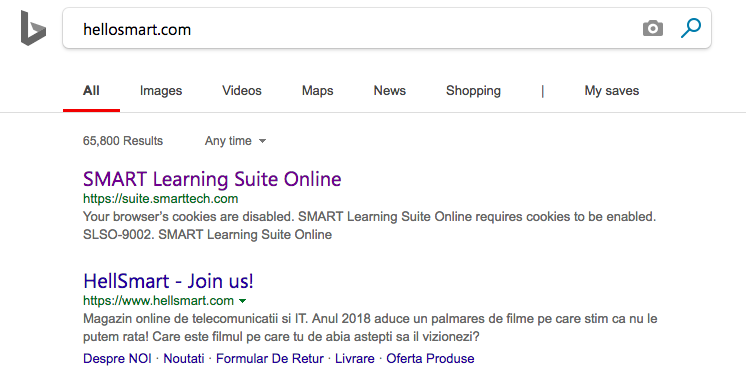 hellosmart.com
All Images Videos Maps News Shopping | My saves
65,800 Results Any time
SMART Learning Suite Online
https://suite.smarttech.com
Your browser's cookies are disabled. SMART Learning Suite Online requires cookies to be enabled.
SLSO-9002. SMART Learning Suite Online
HellSmart - Join us!
https://www.hellsmart.com
Magazin online de telecomunicatii si IT. Anul 2018 aduce un palmares de filme pe care stim ca nu le
putem rata! Care este filmul pe care tu de abia astepti sa il vizionezi?
Despre NOI · Noutati · Formular De Retur · Livrare · Oferta Produse